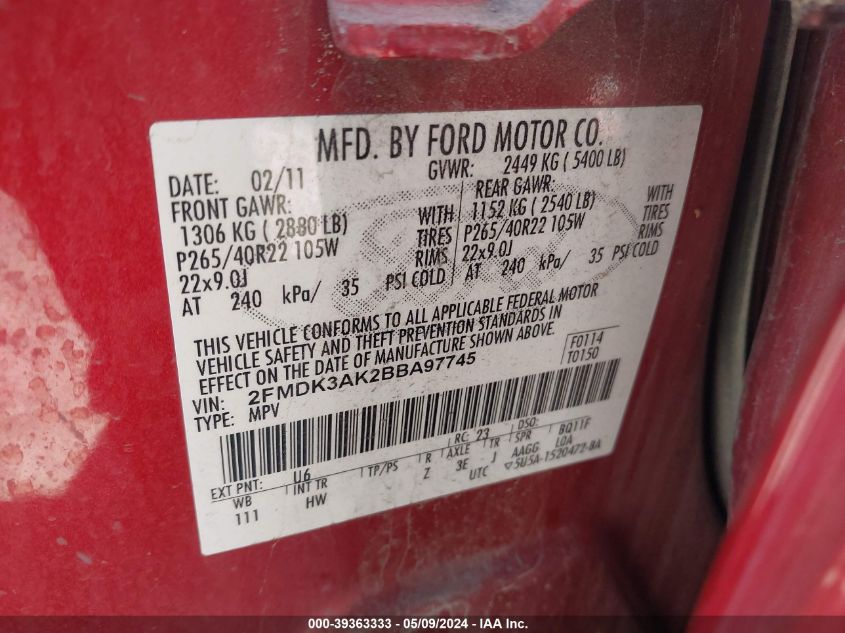 MFD. BY FORD MOTOR CO.
DATE: 02/11 GVWR: 2449 KG ( 5400 LB)
FRONT GAWR: REAR GAWR:
1306 KG ( 2880 LB) WITH 1152 KG ( 2540 LB) WITH
P265/40R22 105W TIRES P265/40R22 105W TIRES
22x9.0J RIMS 22x9.0J RIMS
AT 240 kPa/ 35 PSI COLD AT 240 kPa/ 35 PSI COLD
THIS VEHICLE CONFORMS TO ALL APPLICABLE FEDERAL MOTOR
VEHICLE SAFETY AND THEFT PREVENTION STANDARDS IN
EFFECT ON THE DATE OF MANUFACTURE SHOWN ABOVE.
F0114
T0150
VIN: 2FMDK3AK2BBA97745
TYPE: MPV
EXT PNT: U6 RC: 23 DSO: BQ11F
WB INT TR TP/PS R AXLE TR SPR
111 HW Z 3E J AAGG LOA
UTC ▽5U5A-1520472-BA
000-39363333 - 05/09/2024 - IAA Inc.